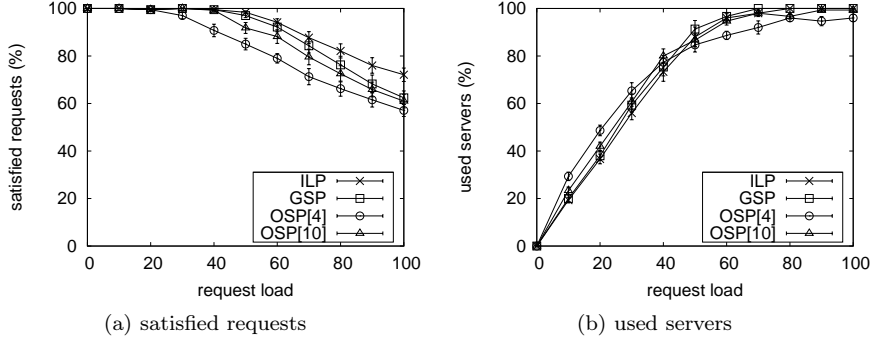 100
80
60
40
20
0
satisfied requests (%)
ILP
GSP
OSP[4]
OSP[10]
0 20 40 60 80 100
request load
(a) satisfied requests
100
80
60
40
20
0
used servers (%)
ILP
GSP
OSP[4]
OSP[10]
0 20 40 60 80 100
request load
(b) used servers